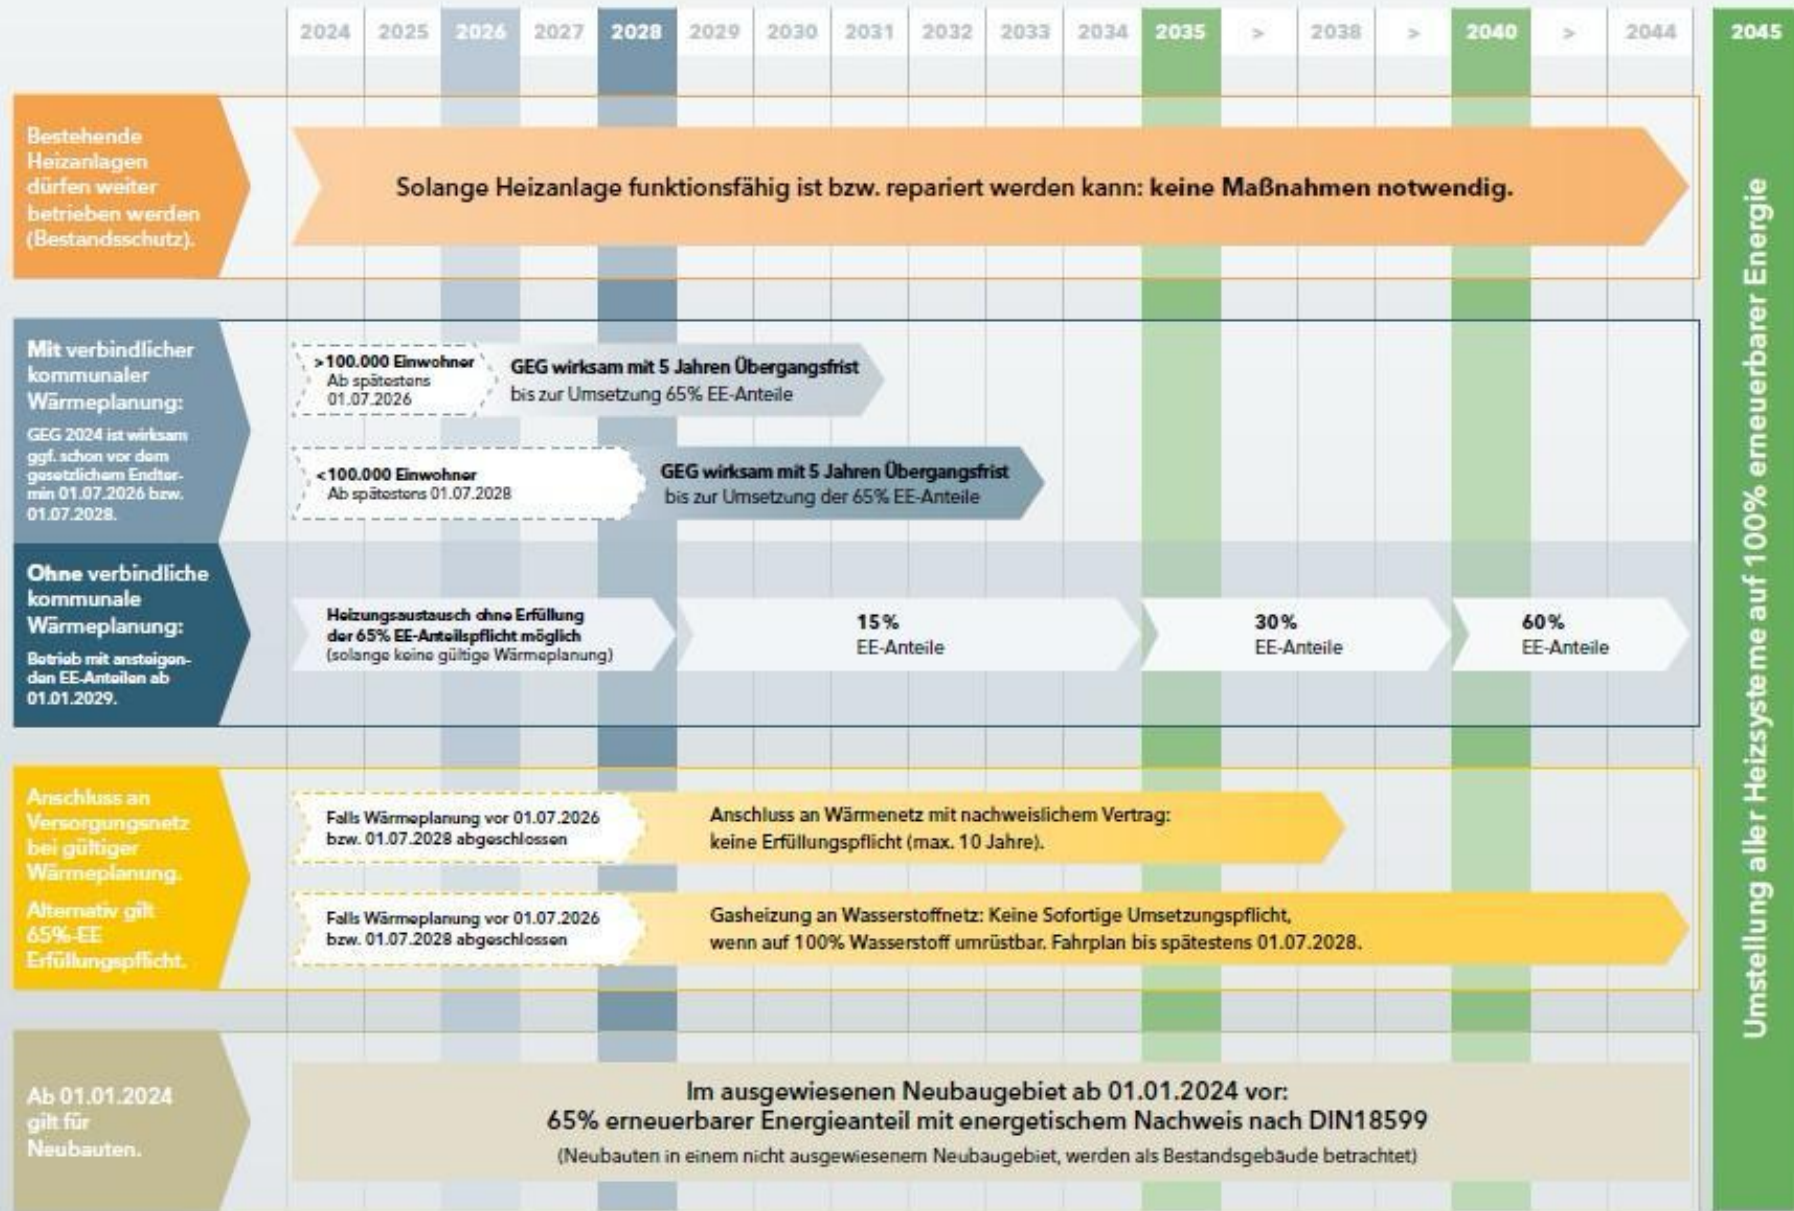 2024 2025 2026 2027 2028 2029 2030 2031 2032 2033 2034 2035 > 2038 > 2040 > 2044 2045
Bestehende
Heizanlagen
dürfen weiter
betrieben werden
(Bestandsschutz).
Solange Heizanlage funktionsfähig ist bzw. repariert werden kann: keine Maßnahmen notwendig.
Mit verbindlicher
kommunaler
Wärmeplanung:
GEG 2024 ist wirksam
ggf. schon vor dem
gesetzlichem Endter-
min 01.07.2026 bzw.
01.07.2028.
>100.000 Einwohner
Ab spätestens
01.07.2026
GEG wirksam mit 5 Jahren Übergangsfrist
bis zur Umsetzung 65% EE-Anteile
<100.000 Einwohner
Ab spätestens 01.07.2028
GEG wirksam mit 5 Jahren Übergangsfrist
bis zur Umsetzung der 65% EE-Anteile
Ohne verbindliche
kommunale
Wärmeplanung:
Betrieb mit ansteigen-
den EE-Anteilen ab
01.01.2029.
Heizungsaustausch ohne Erfüllung
der 65% EE-Anteilspflicht möglich
(solange keine gültige Wärmeplanung)
15%
EE-Anteile
30%
EE-Anteile
60%
EE-Anteile
Anschluss an
Versorgungsnetz
bei gültiger
Wärmeplanung.
Alternativ gilt
65%-EE
Erfüllungspflicht.
Falls Wärmeplanung vor 01.07.2026
bzw. 01.07.2028 abgeschlossen
Anschluss an Wärmenetz mit nachweislichem Vertrag:
keine Erfüllungspflicht (max. 10 Jahre).
Falls Wärmeplanung vor 01.07.2026
bzw. 01.07.2028 abgeschlossen
Gasheizung an Wasserstoffnetz: Keine Sofortige Umsetzungspflicht,
wenn auf 100% Wasserstoff umrüstbar. Fahrplan bis spätestens 01.07.2028.
Ab 01.01.2024
gilt für
Neubauten.
Im ausgewiesenen Neubaugebiet ab 01.01.2024 vor:
65% erneuerbarer Energieanteil mit energetischem Nachweis nach DIN18599
(Neubauten in einem nicht ausgewiesenem Neubaugebiet, werden als Bestandsgebäude betrachtet)
Umstellung aller Heizsysteme auf 100% erneuerbarer Energie